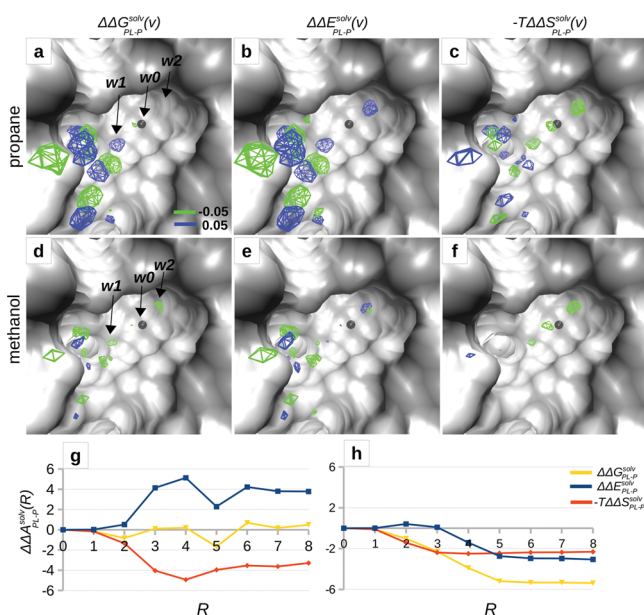 ΔΔG^solv_PL-P(v) ΔΔE^solv_PL-P(v) -TΔΔS^solv_PL-P(v)
a b c
w2
w1 w0
propane
-0.05
0.05
d e f
w2
w1 w0
methanol
g h
6 6
4 4
2 2
0 0
-2 -2
-4 -4
-6 -6
0 1 2 3 4 5 6 7 8
0 1 2 3 4 5 6 7 8
ΔΔA^solv_PL-P(R)
ΔΔG^solv_PL-P
ΔΔE^solv_PL-P
-TΔΔS^solv_PL-P
R R